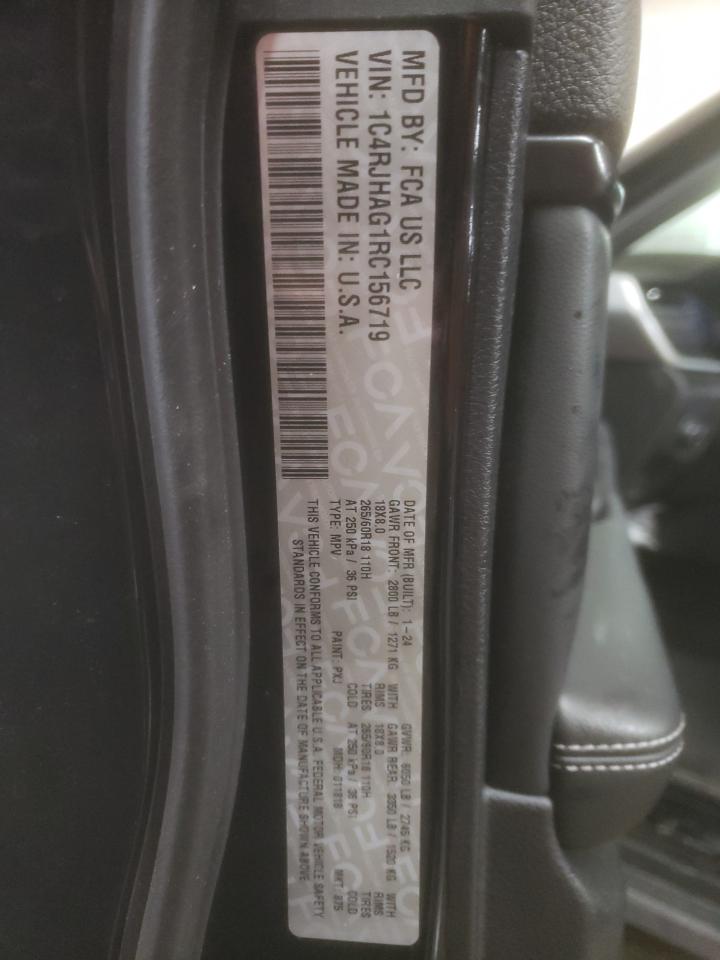 MFD BY: FCA US LLC
VIN: 1C4RJHAG1RC156719
VEHICLE MADE IN: U.S.A.
DATE OF MFR (BUILT): 1-24 GVWR: 6050 LB / 2745 KG
GAWR FRONT: 2800 LB / 1271 KG WITH GAWR REAR: 3350 LB / 1520 KG WITH
18X8.0 RIMS 18X8.0 RIMS
265/60R18 110H TIRES 265/60R18 110H TIRES
AT 250 kPa / 36 PSI COLD AT 250 kPa / 36 PSI COLD
TYPE: MPV PAINT: PXJ MDH: 011818 MKT: 875
THIS VEHICLE CONFORMS TO ALL APPLICABLE U.S.A. FEDERAL MOTOR VEHICLE SAFETY
STANDARDS IN EFFECT ON THE DATE OF MANUFACTURE SHOWN ABOVE